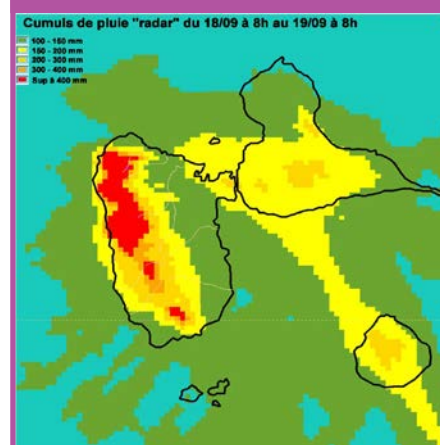 Cumuls de pluie "radar" du 18/09 à 8h au 19/09 à 8h
100 - 150 mm
150 - 200 mm
200 - 300 mm
300 - 400 mm
Sup à 400 mm